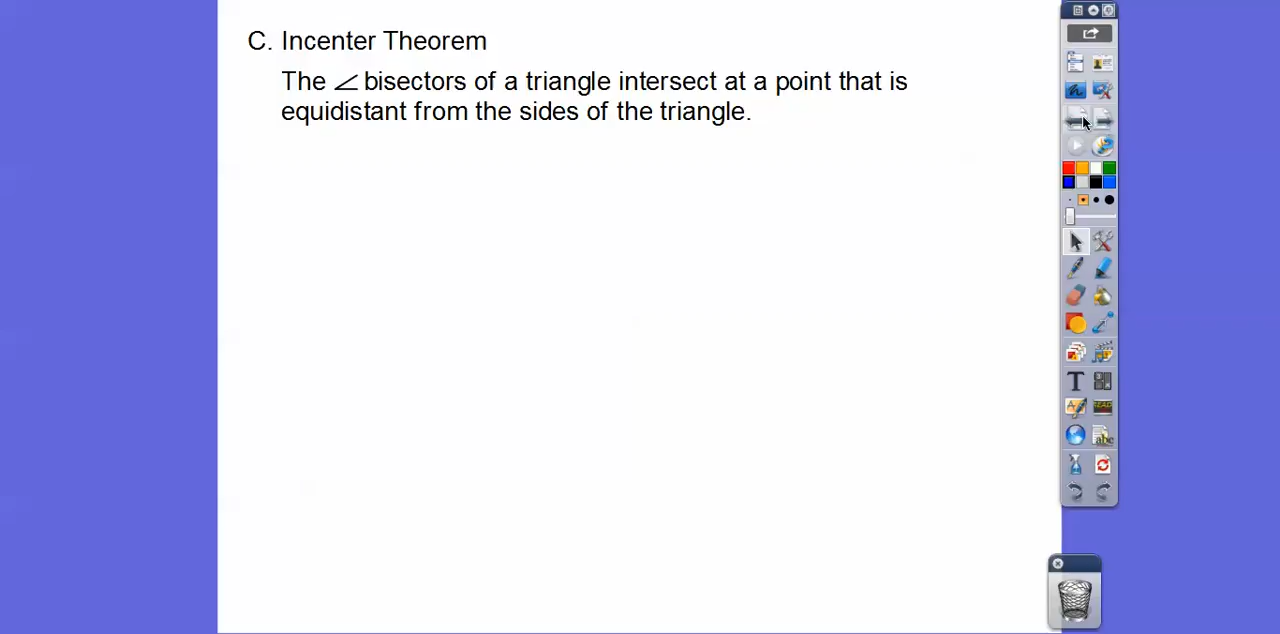 C. Incenter Theorem
The ∠ bisectors of a triangle intersect at a point that is
equidistant from the sides of the triangle.